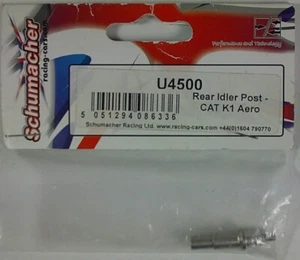 Schumacher
racing-cars.com
Performance and Technology
U4500
Rear Idler Post -
CAT K1 Aero
5 051294 086336
Schumacher Racing Ltd. www.racing-cars.com +44(0)1604 790770